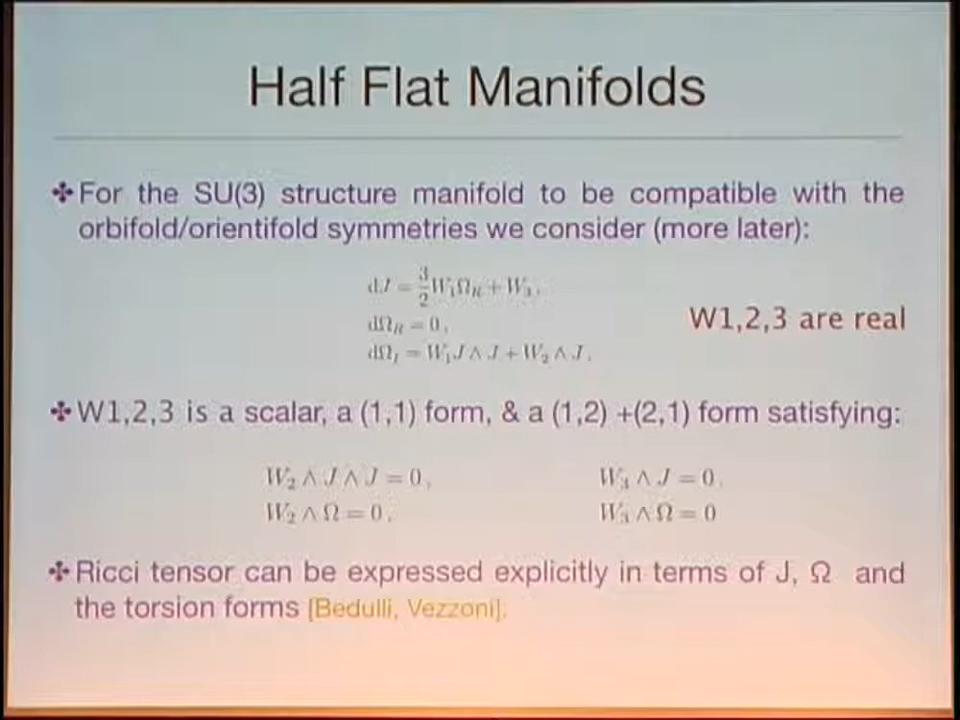 Half Flat Manifolds
✤For the SU(3) structure manifold to be compatible with the
orbifold/orientifold symmetries we consider (more later):
dJ = 3/2 W₁Ω_R + W₃,
dΩ_R = 0,
W1,2,3 are real
dΩ_I = W₁J ∧ J + W₂ ∧ J.
✤W1,2,3 is a scalar, a (1,1) form, & a (1,2) +(2,1) form satisfying:
W₂ ∧ J ∧ J = 0, W₃ ∧ J = 0,
W₂ ∧ Ω = 0, W₃ ∧ Ω = 0
✤Ricci tensor can be expressed explicitly in terms of J, Ω and
the torsion forms [Bedulli, Vezzoni].